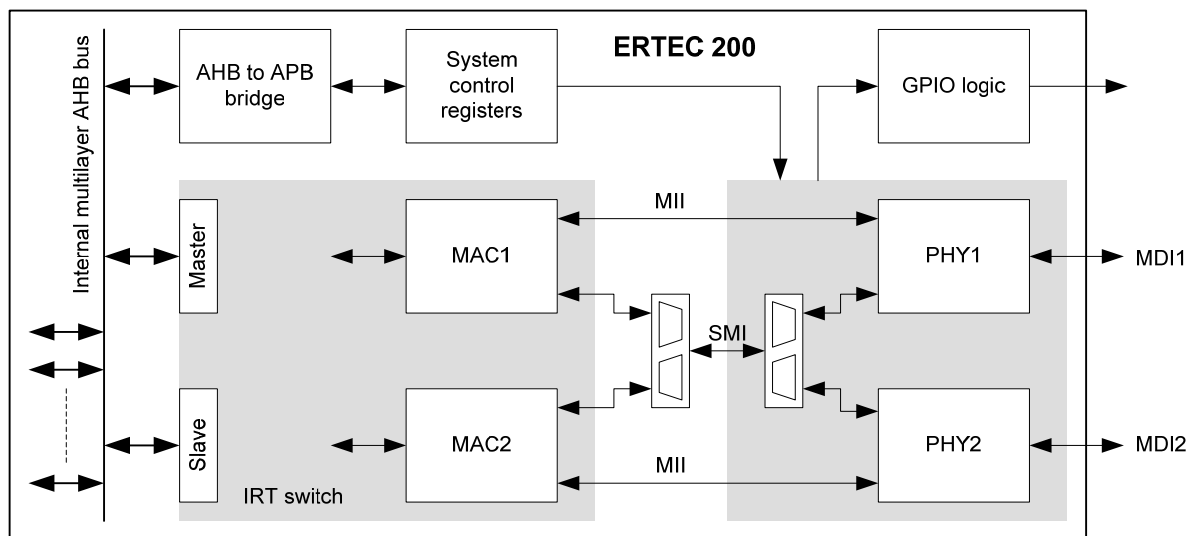 ERTEC 200
Internal multilayer AHB bus
AHB to APB
bridge
System
control
registers
GPIO logic
Master
MAC1
MII
PHY1
MDI1
SMI
Slave
MAC2
MII
PHY2
MDI2
IRT switch